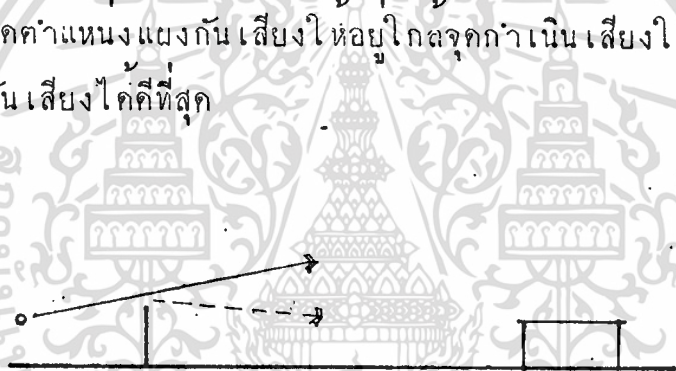 ดตำแหน่งแผงกันเสียงให้อยู่ใกล้จุดกำเนินเสียงใ
นเสียงได้ดีที่สุด